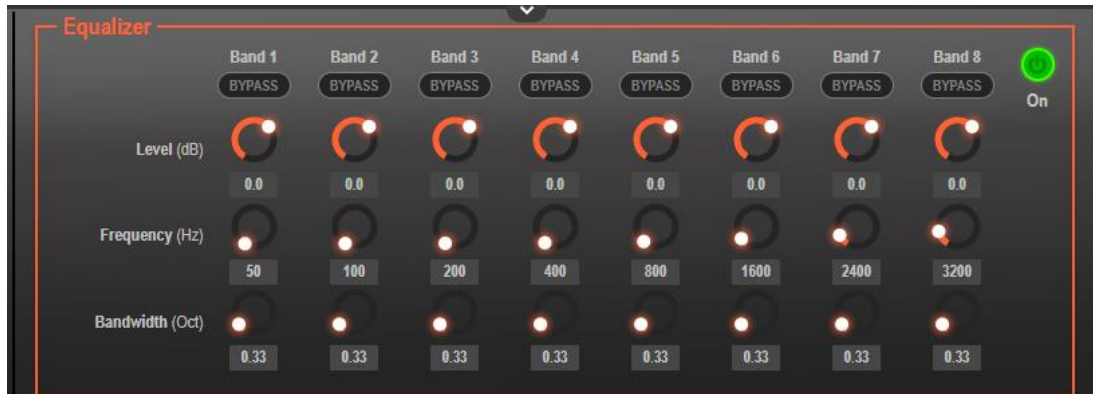 Equalizer
Band 1 Band 2 Band 3 Band 4 Band 5 Band 6 Band 7 Band 8
BYPASS BYPASS BYPASS BYPASS BYPASS BYPASS BYPASS BYPASS
On
Level (dB)
0.0 0.0 0.0 0.0 0.0 0.0 0.0 0.0
Frequency (Hz)
50 100 200 400 800 1600 2400 3200
Bandwidth (Oct)
0.33 0.33 0.33 0.33 0.33 0.33 0.33 0.33